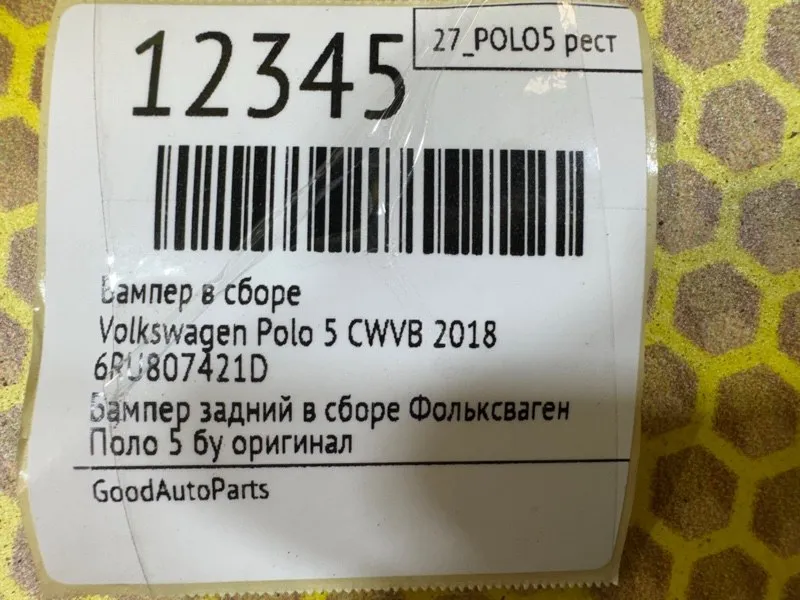 12345
27_POLO5 рест
Бампер в сборе
Volkswagen Polo 5 CWVB 2018
6RU807421D
Бампер задний в сборе Фольксваген
Поло 5 бу оригинал
GoodAutoParts